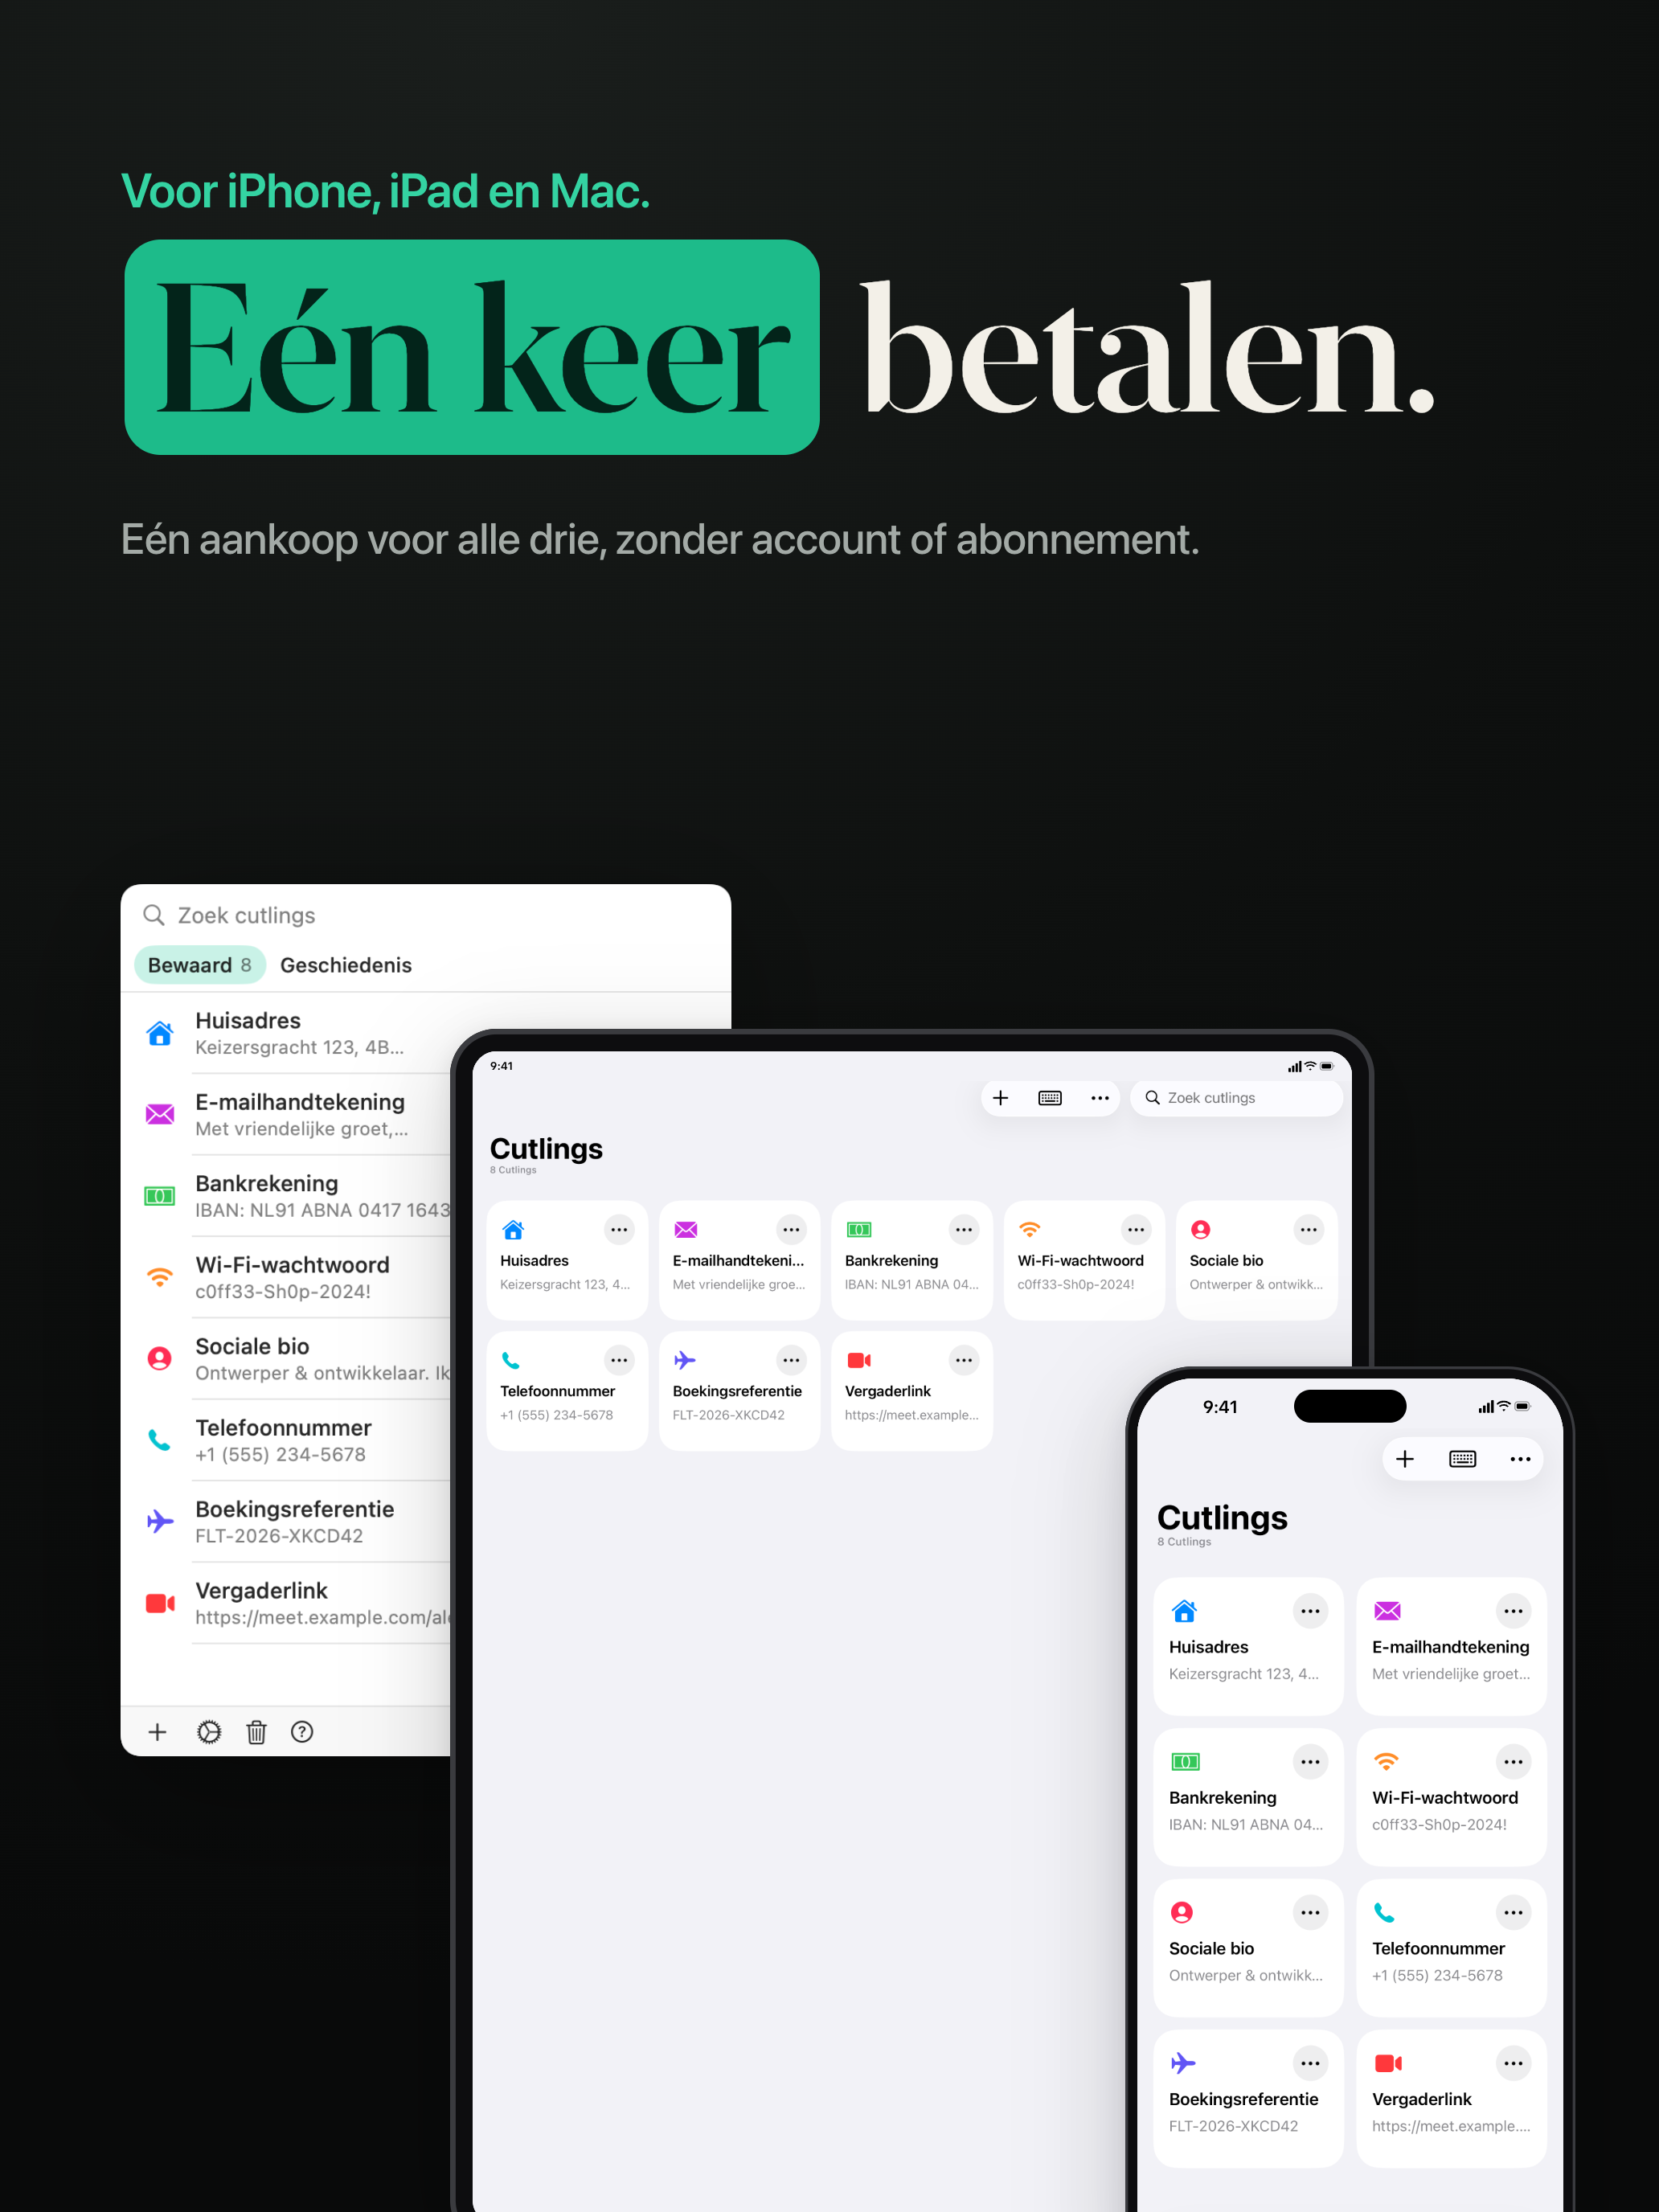 Voor iPhone, iPad en Mac.
Eén keer betalen.
Eén aankoop voor alle drie, zonder account of abonnement.
Zoek cutlings
Bewaard 8 Geschiedenis
Huisadres
Keizersgracht 123, 4B...
E-mailhandtekening
Met vriendelijke groet,...
Bankrekening
IBAN: NL91 ABNA 0417 1643
Wi-Fi-wachtwoord
c0ff33-Sh0p-2024!
Sociale bio
Ontwerper & ontwikkelaar. Ik
Telefoonnummer
+1 (555) 234-5678
Boekingsreferentie
FLT-2026-XKCD42
Vergaderlink
https://meet.example.com/al
9:41
Zoek cutlings
Cutlings
8 Cutlings
Huisadres
Keizersgracht 123, 4...
E-mailhandtekeni...
Met vriendelijke groe...
Bankrekening
IBAN: NL91 ABNA 04...
Wi-Fi-wachtwoord
c0ff33-Sh0p-2024!
Sociale bio
Ontwerper & ontwikk...
Telefoonnummer
+1 (555) 234-5678
Boekingsreferentie
FLT-2026-XKCD42
Vergaderlink
https://meet.example...
9:41
Cutlings
8 Cutlings
Huisadres
Keizersgracht 123, 4...
E-mailhandtekening
Met vriendelijke groet...
Bankrekening
IBAN: NL91 ABNA 04...
Wi-Fi-wachtwoord
c0ff33-Sh0p-2024!
Sociale bio
Ontwerper & ontwikk...
Telefoonnummer
+1 (555) 234-5678
Boekingsreferentie
FLT-2026-XKCD42
Vergaderlink
https://meet.example....